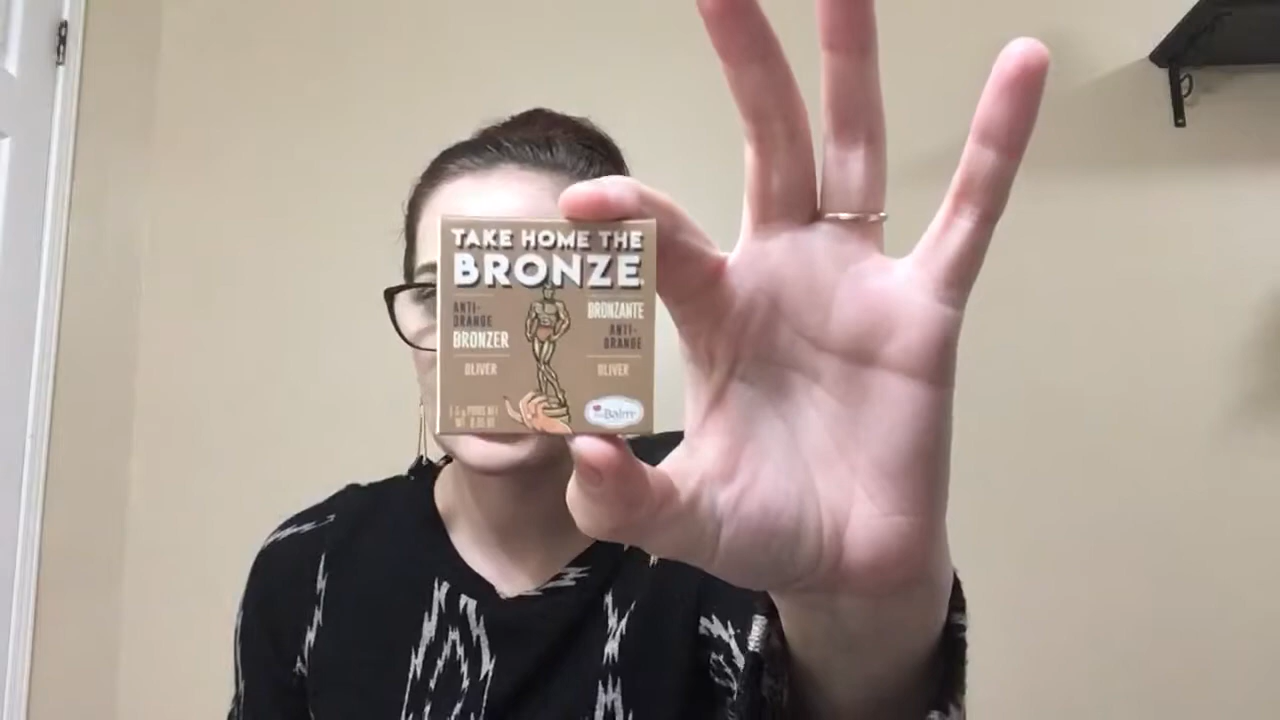 TAKE HOME THE
BRONZE
ANTI-
ORANGE
BRONZER
OLIVER
BRONZANTE
ANTI-
ORANGE
OLIVER
theBalm